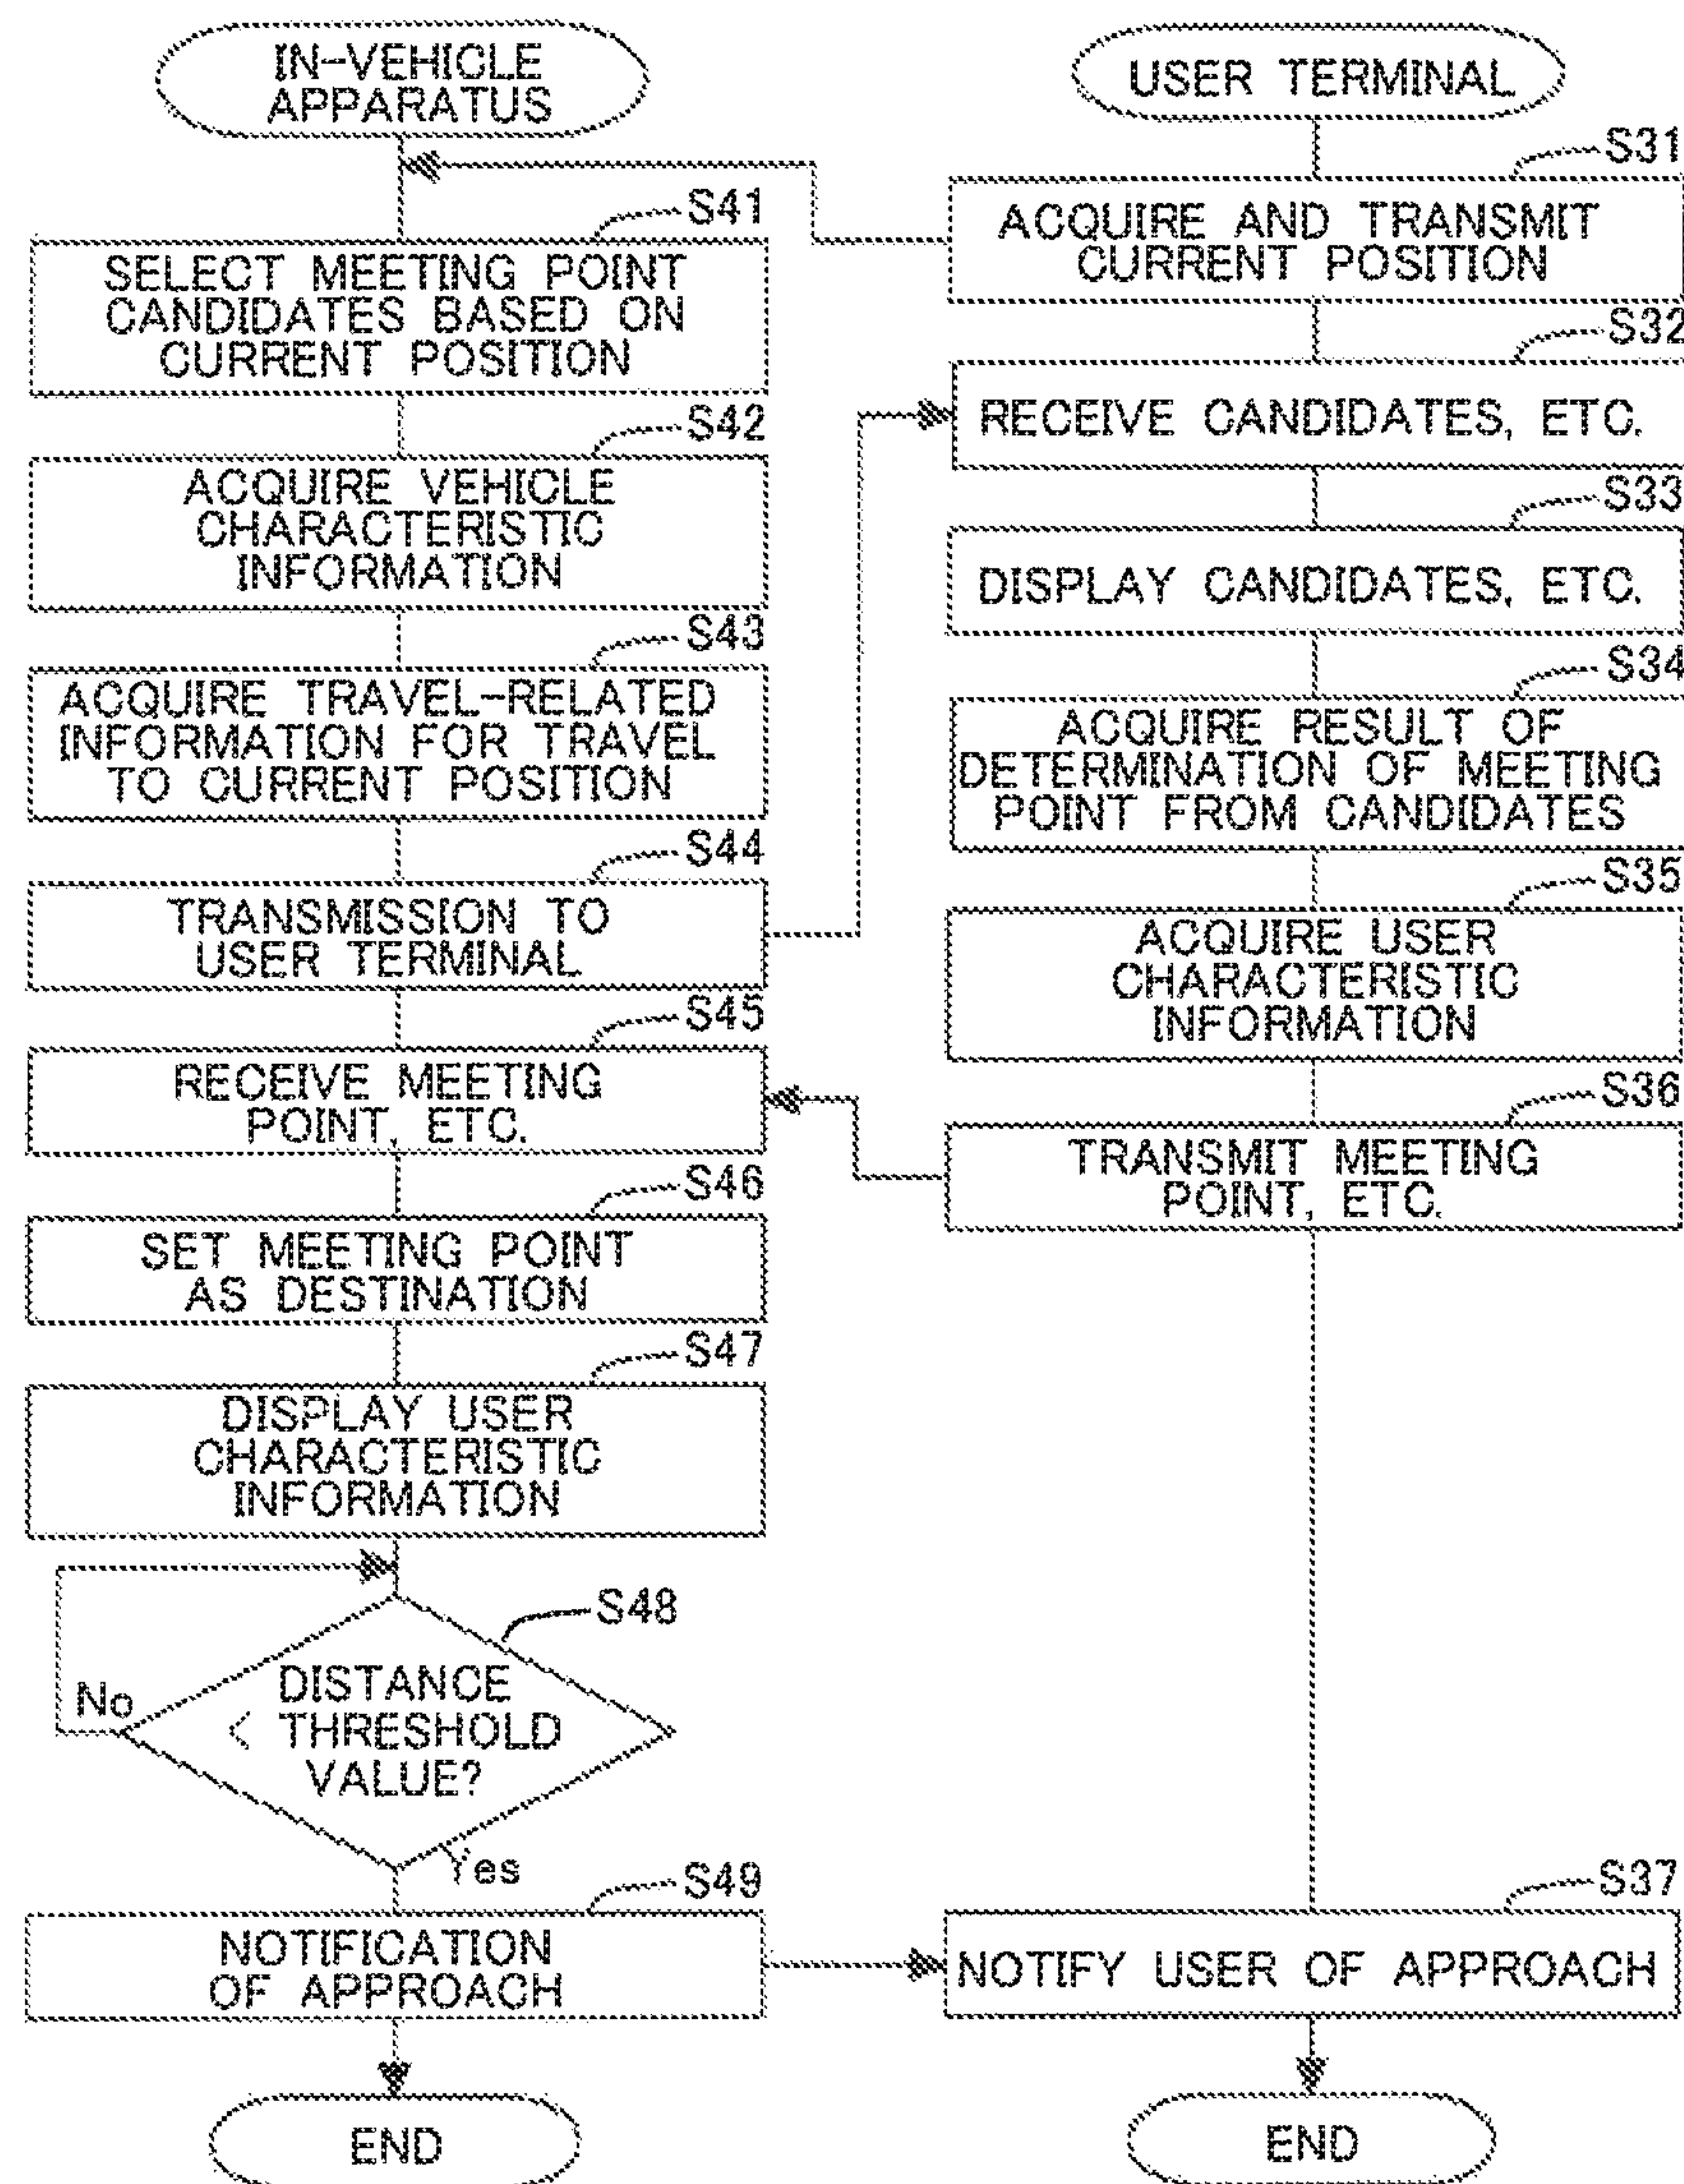 IN-VEHICLE
APPARATUS
S41
SELECT MEETING POINT
CANDIDATES BASED ON
CURRENT POSITION
S42
ACQUIRE VEHICLE
CHARACTERISTIC
INFORMATION
S43
ACQUIRE TRAVEL-RELATED
INFORMATION FOR TRAVEL
TO CURRENT POSITION
S44
TRANSMISSION TO
USER TERMINAL
S45
RECEIVE MEETING
POINT, ETC.
S46
SET MEETING POINT
AS DESTINATION
S47
DISPLAY USER
CHARACTERISTIC
INFORMATION
S48
DISTANCE
< THRESHOLD
VALUE?
No
Yes
S49
NOTIFICATION
OF APPROACH
END
USER TERMINAL
S31
ACQUIRE AND TRANSMIT
CURRENT POSITION
S32
RECEIVE CANDIDATES, ETC.
S33
DISPLAY CANDIDATES, ETC.
S34
ACQUIRE RESULT OF
DETERMINATION OF MEETING
POINT FROM CANDIDATES
S35
ACQUIRE USER
CHARACTERISTIC
INFORMATION
S36
TRANSMIT MEETING
POINT, ETC.
S37
NOTIFY USER OF APPROACH
END